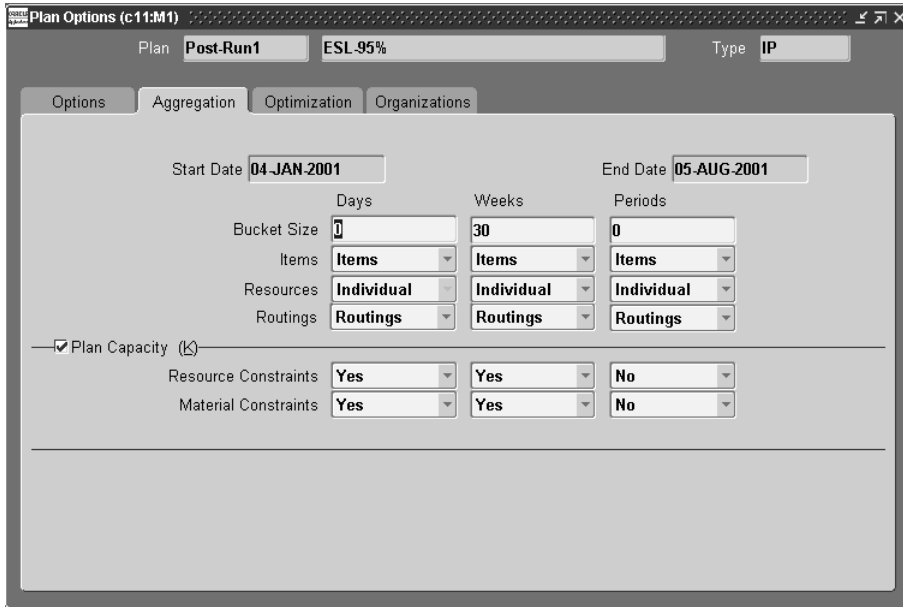 Plan Options (c11:M1)
Plan Post-Run1 ESL-95% Type IP
Options Aggregation Optimization Organizations
Start Date 04-JAN-2001 End Date 05-AUG-2001
Days Weeks Periods
Bucket Size 0 30 0
Items Items Items Items
Resources Individual Individual Individual
Routings Routings Routings Routings
Plan Capacity (K)
Resource Constraints Yes Yes No
Material Constraints Yes Yes No